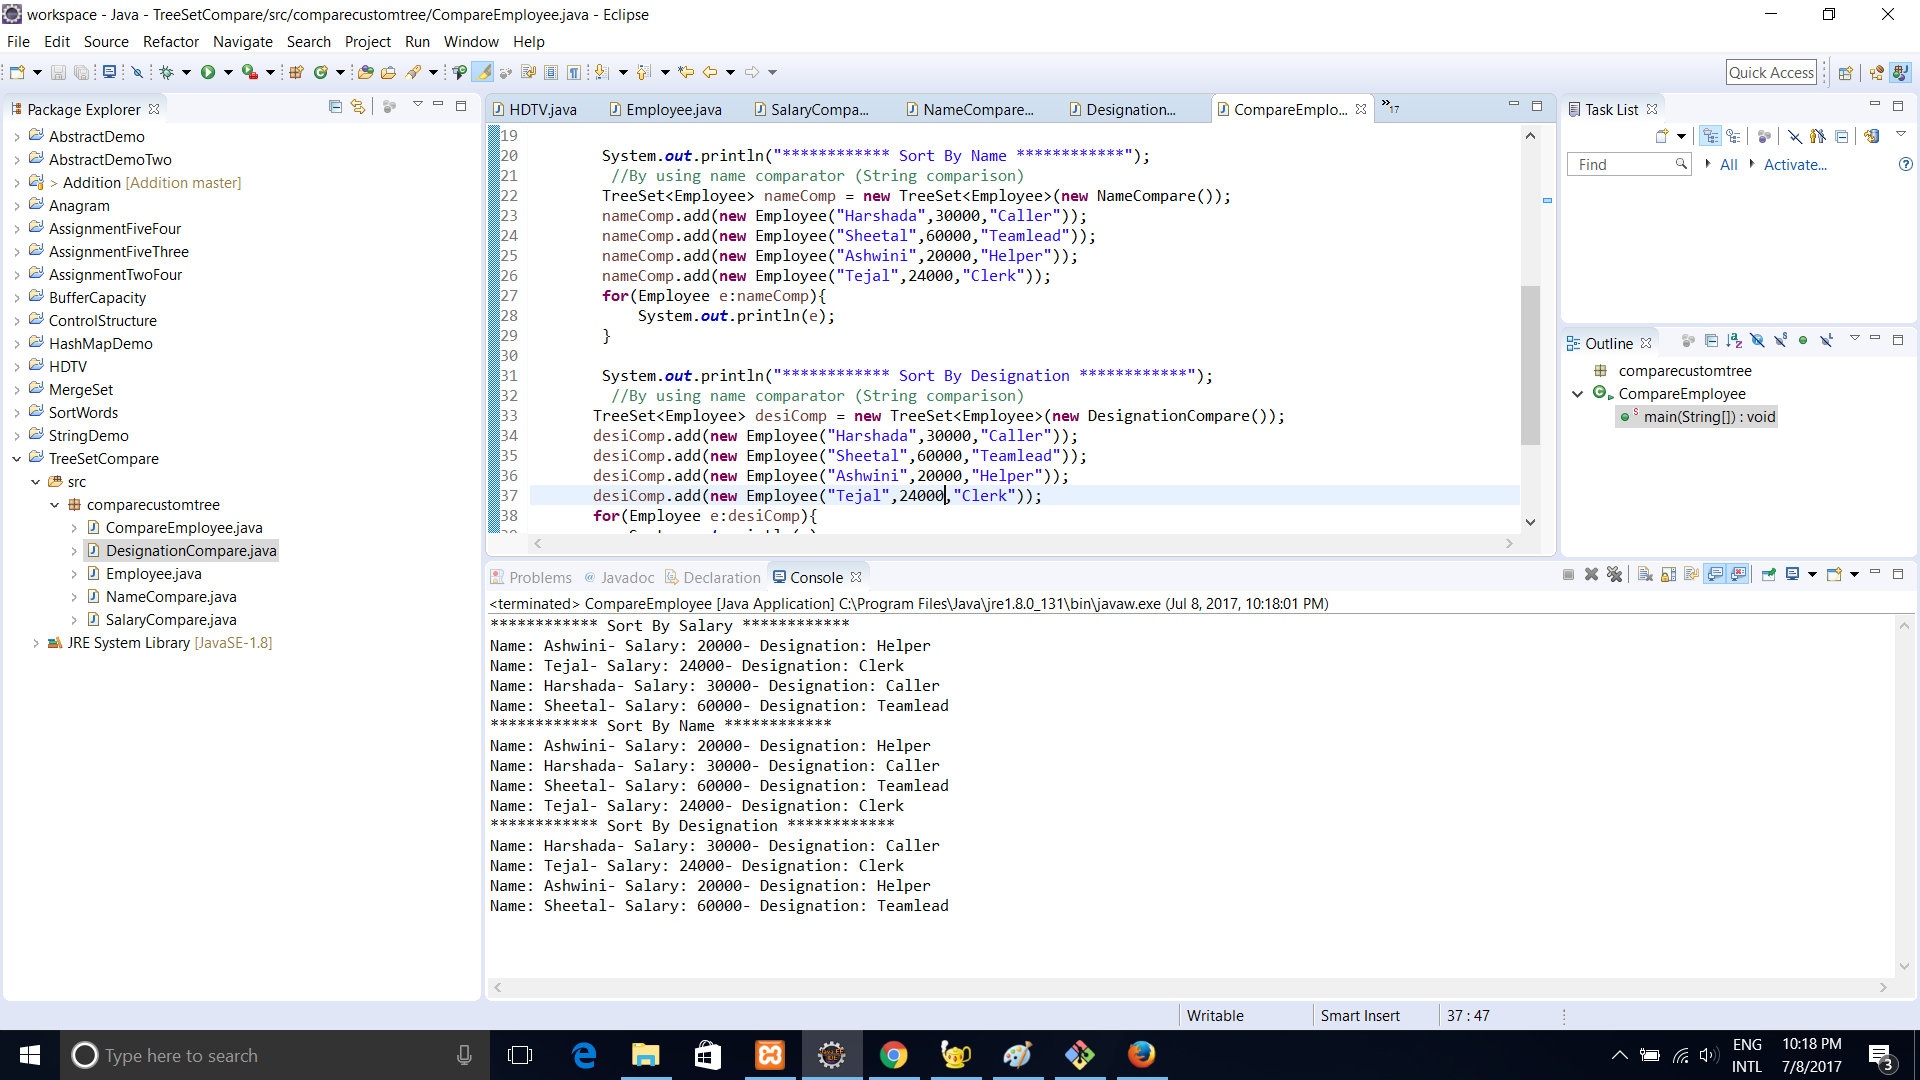 workspace - Java - TreeSetCompare/src/comparecustomtree/CompareEmployee.java - Eclipse
File Edit Source Refactor Navigate Search Project Run Window Help
Quick Access
Package Explorer
AbstractDemo
AbstractDemoTwo
> Addition [Addition master]
Anagram
AssignmentFiveFour
AssignmentFiveThree
AssignmentTwoFour
BufferCapacity
ControlStructure
HashMapDemo
HDTV
MergeSet
SortWords
StringDemo
TreeSetCompare
src
comparecustomtree
CompareEmployee.java
DesignationCompare.java
Employee.java
NameCompare.java
SalaryCompare.java
JRE System Library [JavaSE-1.8]
HDTV.java Employee.java SalaryCompa... NameCompare... Designation... CompareEmplo... »17
19
20 System.out.println("************ Sort By Name ************");
21 //By using name comparator (String comparison)
22 TreeSet<Employee> nameComp = new TreeSet<Employee>(new NameCompare());
23 nameComp.add(new Employee("Harshada",30000,"Caller"));
24 nameComp.add(new Employee("Sheetal",60000,"Teamlead"));
25 nameComp.add(new Employee("Ashwini",20000,"Helper"));
26 nameComp.add(new Employee("Tejal",24000,"Clerk"));
27 for(Employee e:nameComp){
28 System.out.println(e);
29 }
30
31 System.out.println("************ Sort By Designation ************");
32 //By using name comparator (String comparison)
33 TreeSet<Employee> desiComp = new TreeSet<Employee>(new DesignationCompare());
34 desiComp.add(new Employee("Harshada",30000,"Caller"));
35 desiComp.add(new Employee("Sheetal",60000,"Teamlead"));
36 desiComp.add(new Employee("Ashwini",20000,"Helper"));
37 desiComp.add(new Employee("Tejal",24000,"Clerk"));
38 for(Employee e:desiComp){
Task List
Find All Activate...
Outline
comparecustomtree
CompareEmployee
main(String[]) : void
Problems @ Javadoc Declaration Console
<terminated> CompareEmployee [Java Application] C:\Program Files\Java\jre1.8.0_131\bin\javaw.exe (Jul 8, 2017, 10:18:01 PM)
************ Sort By Salary ************
Name: Ashwini- Salary: 20000- Designation: Helper
Name: Tejal- Salary: 24000- Designation: Clerk
Name: Harshada- Salary: 30000- Designation: Caller
Name: Sheetal- Salary: 60000- Designation: Teamlead
************ Sort By Name ************
Name: Ashwini- Salary: 20000- Designation: Helper
Name: Harshada- Salary: 30000- Designation: Caller
Name: Sheetal- Salary: 60000- Designation: Teamlead
Name: Tejal- Salary: 24000- Designation: Clerk
************ Sort By Designation ************
Name: Harshada- Salary: 30000- Designation: Caller
Name: Tejal- Salary: 24000- Designation: Clerk
Name: Ashwini- Salary: 20000- Designation: Helper
Name: Sheetal- Salary: 60000- Designation: Teamlead
Writable Smart Insert 37 : 47
Type here to search
ENG
INTL
10:18 PM
7/8/2017
3